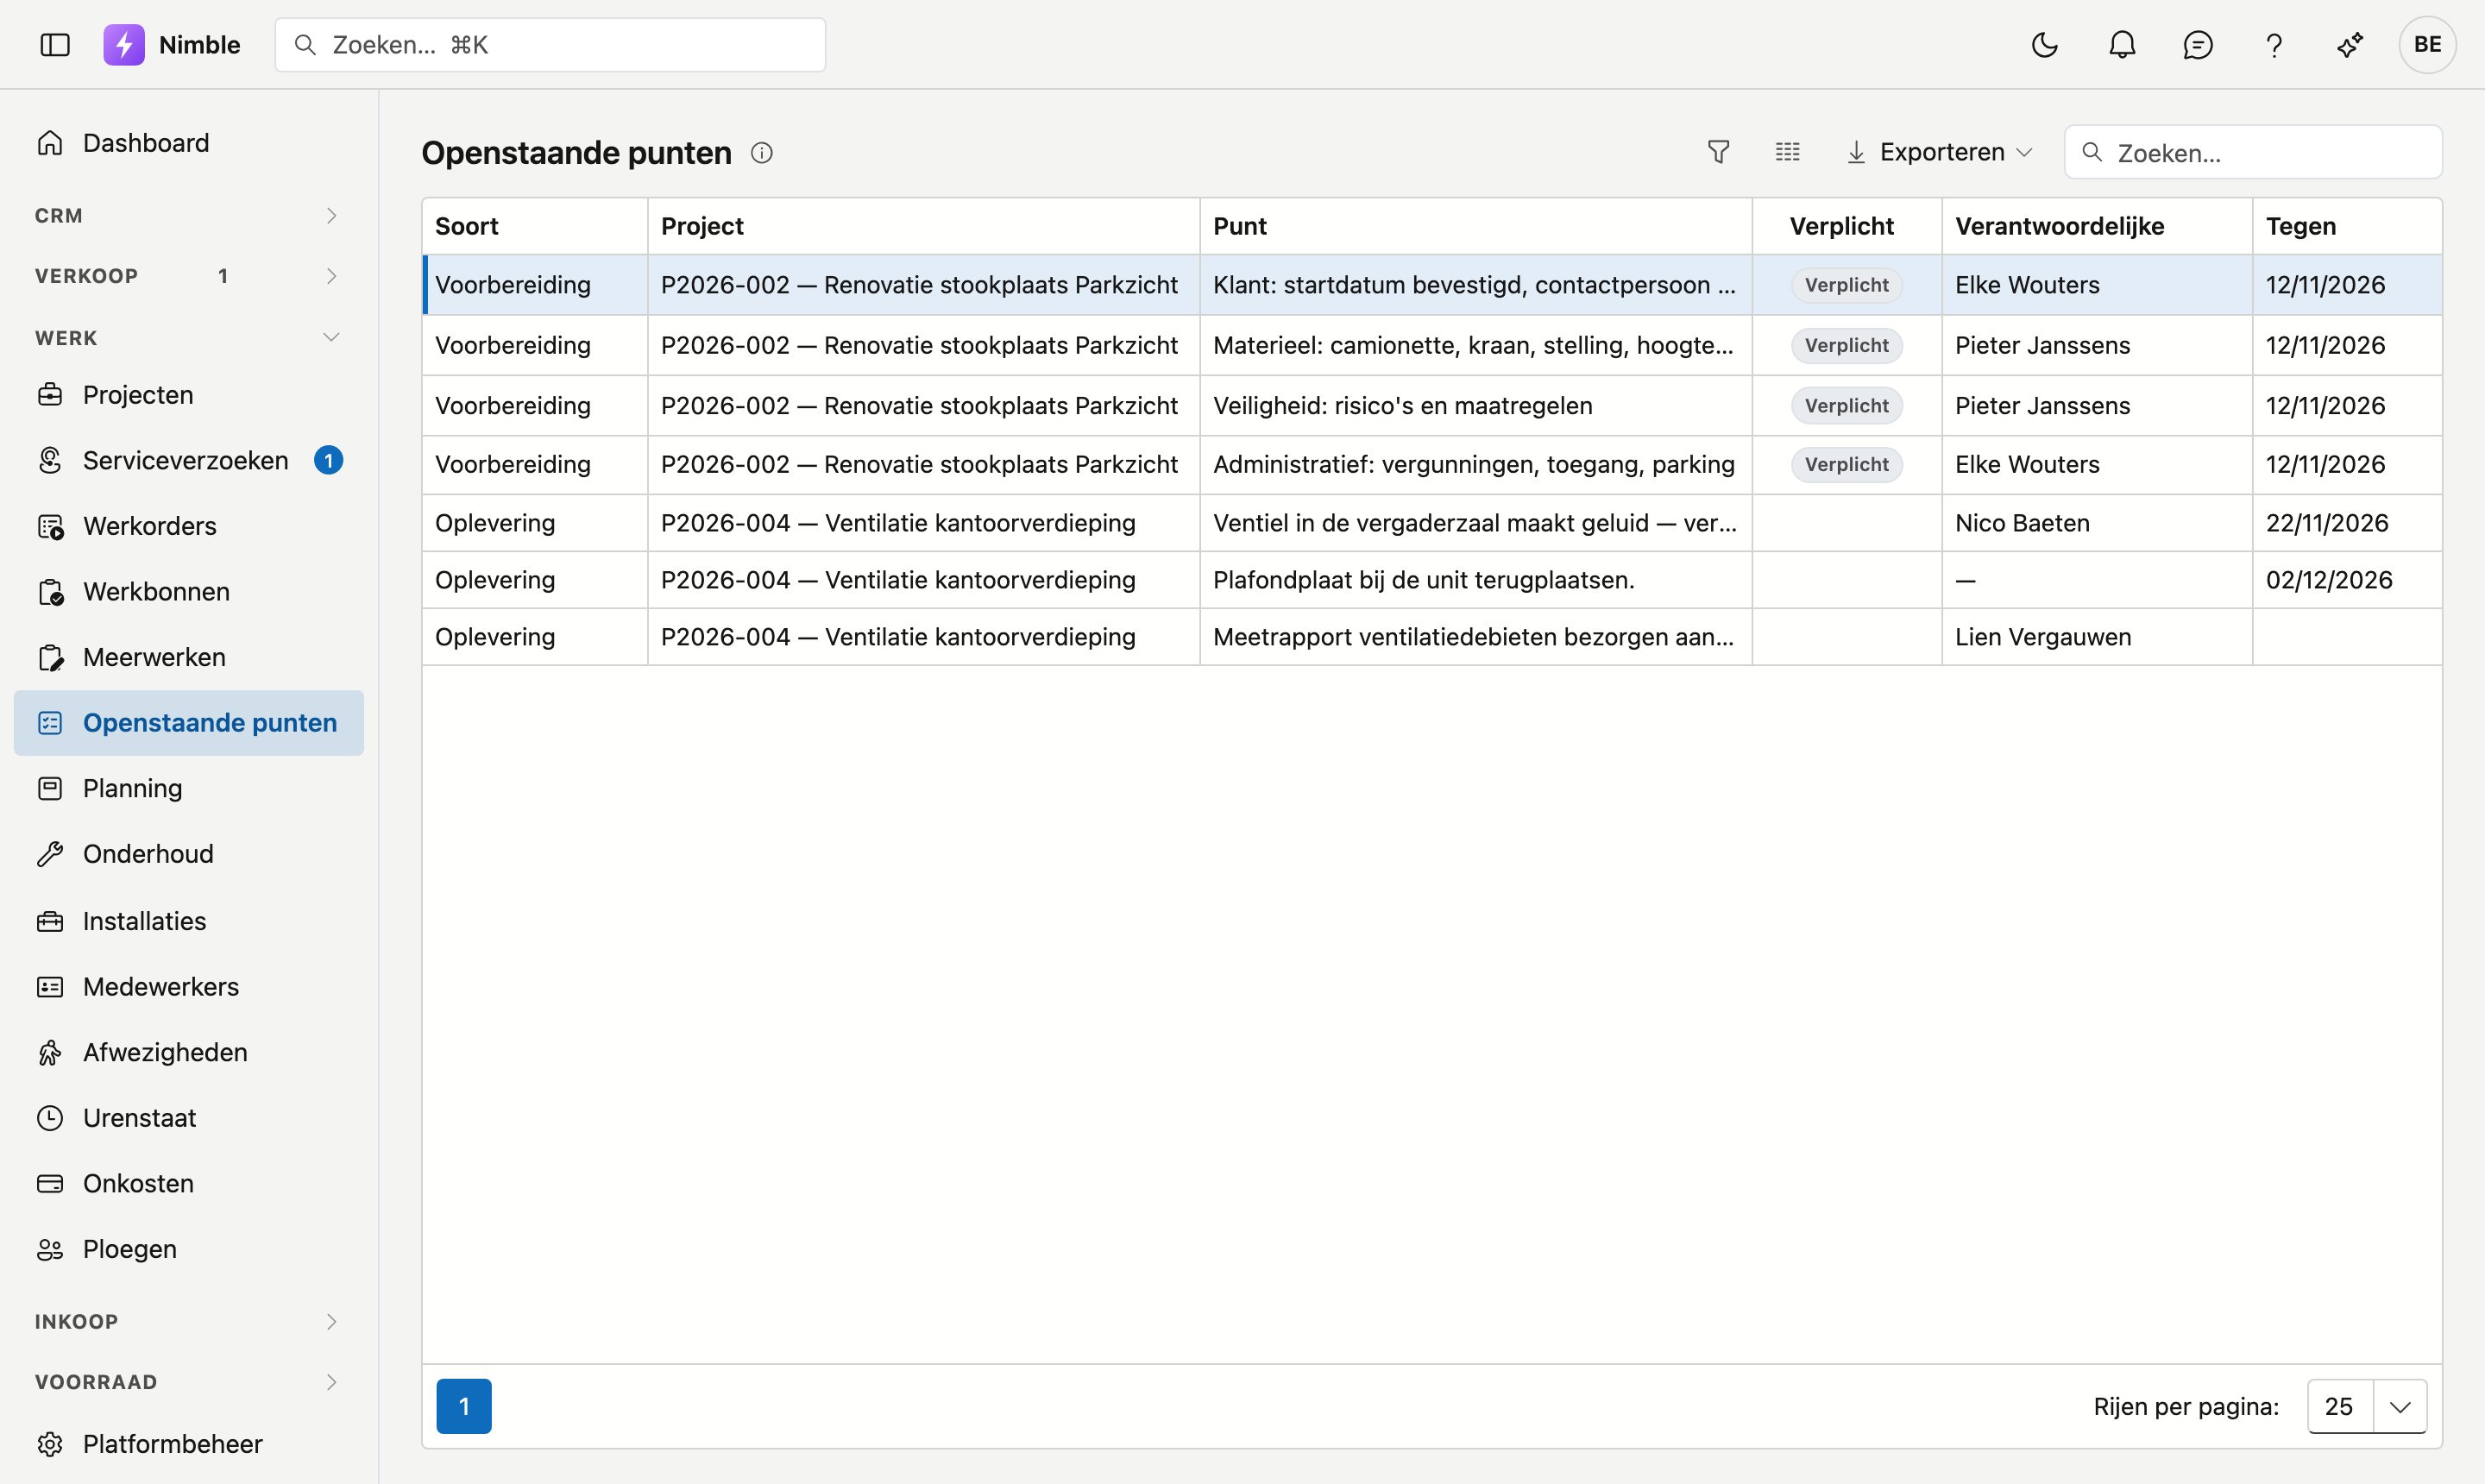 Nimble
Zoeken... ⌘K
BE
Dashboard
CRM
VERKOOP 1
WERK
Projecten
Serviceverzoeken 1
Werkorders
Werkbonnen
Meerwerken
Openstaande punten
Planning
Onderhoud
Installaties
Medewerkers
Afwezigheden
Urenstaat
Onkosten
Ploegen
INKOOP
VOORRAAD
Platformbeheer
Openstaande punten
Exporteren
Zoeken...
Soort Project Punt Verplicht Verantwoordelijke Tegen
Voorbereiding P2026-002 — Renovatie stookplaats Parkzicht Klant: startdatum bevestigd, contactpersoon ... Verplicht Elke Wouters 12/11/2026
Voorbereiding P2026-002 — Renovatie stookplaats Parkzicht Materieel: camionette, kraan, stelling, hoogte... Verplicht Pieter Janssens 12/11/2026
Voorbereiding P2026-002 — Renovatie stookplaats Parkzicht Veiligheid: risico's en maatregelen Verplicht Pieter Janssens 12/11/2026
Voorbereiding P2026-002 — Renovatie stookplaats Parkzicht Administratief: vergunningen, toegang, parking Verplicht Elke Wouters 12/11/2026
Oplevering P2026-004 — Ventilatie kantoorverdieping Ventiel in de vergaderzaal maakt geluid — ver... Nico Baeten 22/11/2026
Oplevering P2026-004 — Ventilatie kantoorverdieping Plafondplaat bij de unit terugplaatsen. — 02/12/2026
Oplevering P2026-004 — Ventilatie kantoorverdieping Meetrapport ventilatiedebieten bezorgen aan... Lien Vergauwen
1
Rijen per pagina: 25